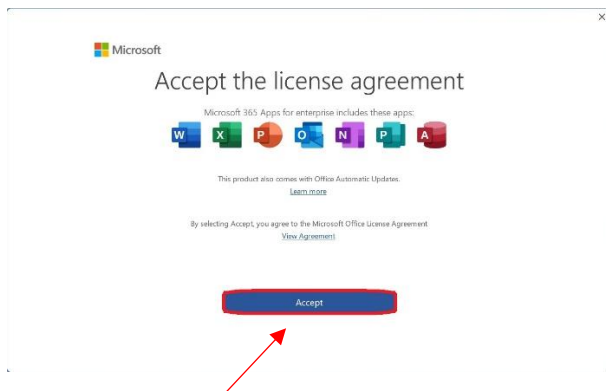 Microsoft
Accept the license agreement
Microsoft 365 Apps for enterprise includes these apps:
W X P O N P A
This product also comes with Office Automatic Updates.
Learn more
By selecting Accept, you agree to the Microsoft Office License Agreement
View Agreement
Accept